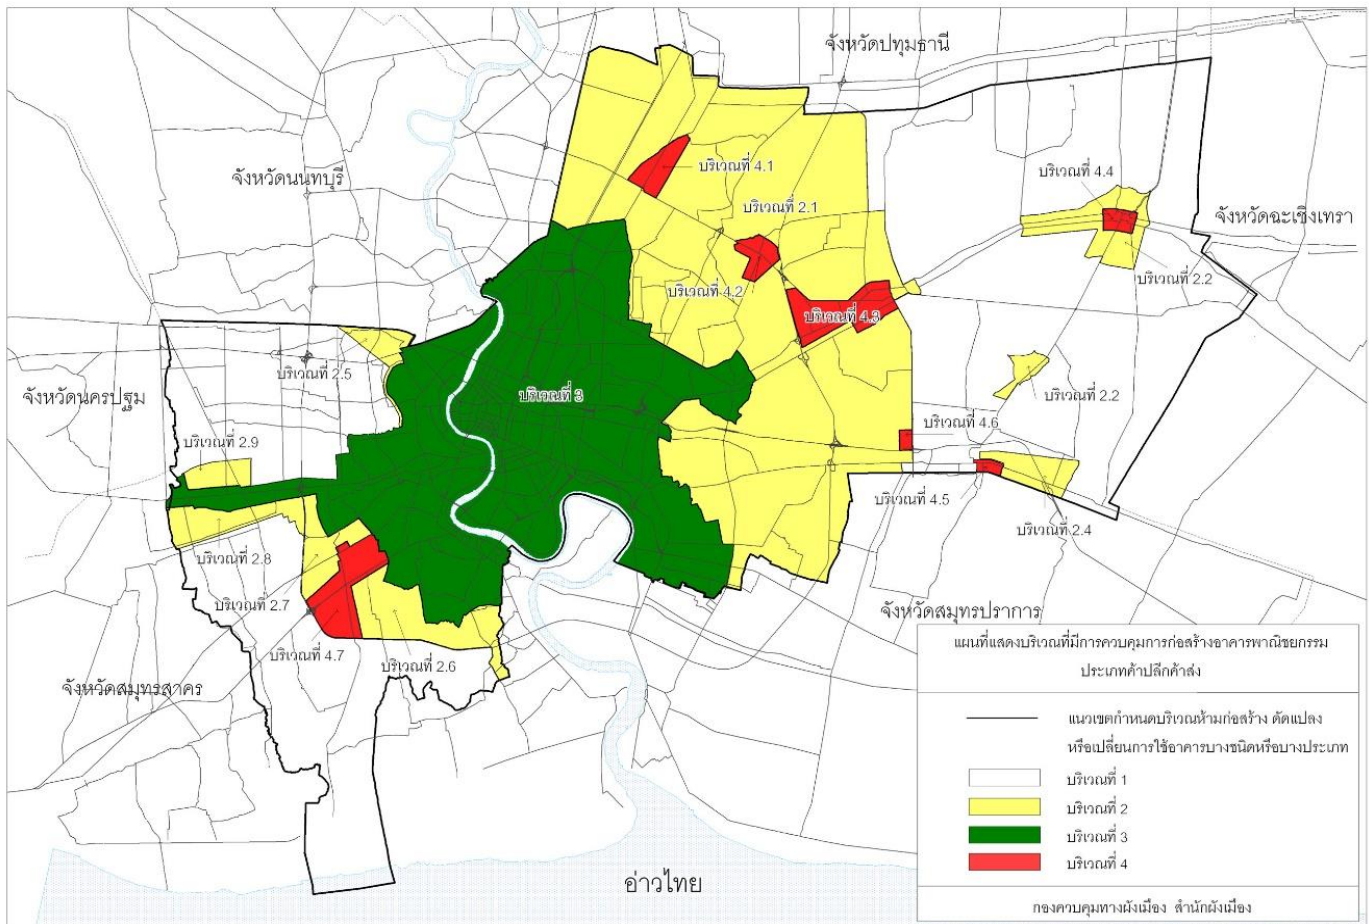 จังหวัดปทุมธานี
จังหวัดนนทบุรี
บริเวณที่ 4.1
บริเวณที่ 4.4
บริเวณที่ 2.1
จังหวัดฉะเชิงเทรา
บริเวณที่ 2.2
บริเวณที่ 4.2
บริเวณที่ 4.3
บริเวณที่ 2.5
บริเวณที่ 3
บริเวณที่ 2.2
จังหวัดนครปฐม
บริเวณที่ 4.6
บริเวณที่ 2.9
บริเวณที่ 4.5
บริเวณที่ 2.4
บริเวณที่ 2.8
บริเวณที่ 2.7
จังหวัดสมุทรปราการ
บริเวณที่ 4.7
บริเวณที่ 2.6
จังหวัดสมุทรสาคร
อ่าวไทย
แผนที่แสดงบริเวณที่มีการควบคุมการก่อสร้างอาคารพาณิชยกรรม
ประเภทค้าปลีกค้าส่ง
แนวเขตกำหนดบริเวณห้ามก่อสร้าง ดัดแปลง
หรือเปลี่ยนการใช้อาคารบางชนิดหรือบางประเภท
บริเวณที่ 1
บริเวณที่ 2
บริเวณที่ 3
บริเวณที่ 4
กองควบคุมทางผังเมือง สำนักผังเมือง